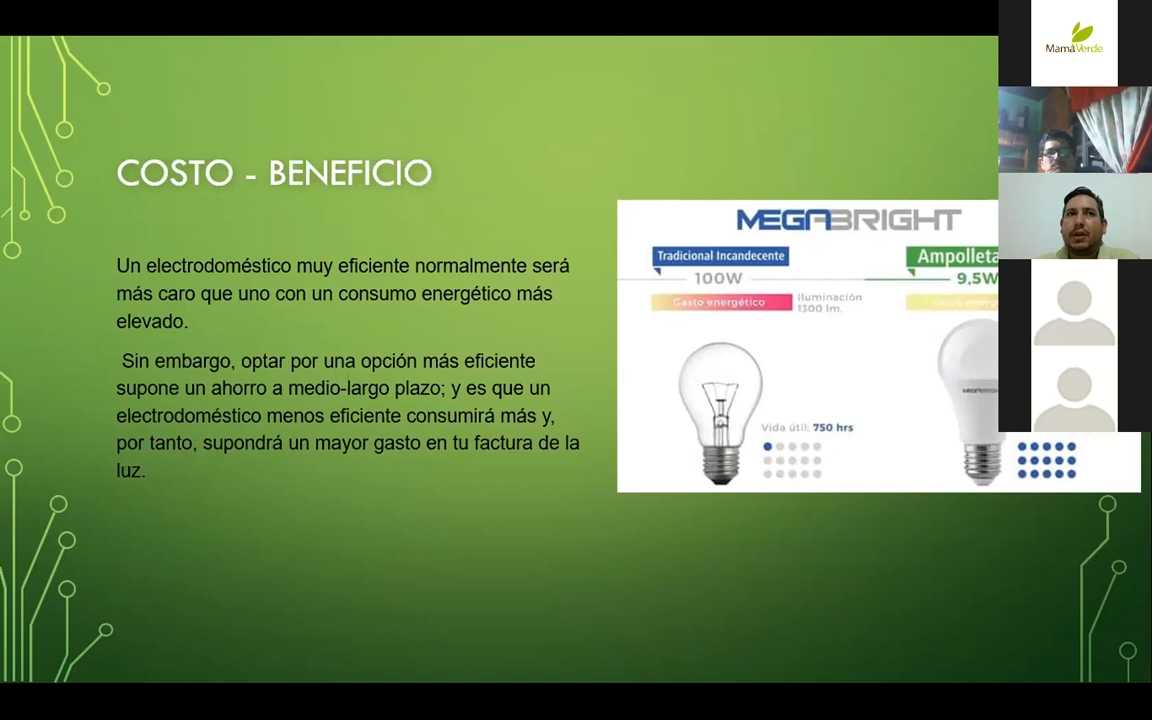 MamáVerde
COSTO - BENEFICIO
Un electrodoméstico muy eficiente normalmente será
más caro que uno con un consumo energético más
elevado.
Sin embargo, optar por una opción más eficiente
supone un ahorro a medio-largo plazo; y es que un
electrodoméstico menos eficiente consumirá más y,
por tanto, supondrá un mayor gasto en tu factura de la
luz.
MEGABRIGHT
Tradicional Incandecente
100W
Gasto energético
iluminación
1300 lm.
Vida útil: 750 hrs
Ampolleta
9,5W